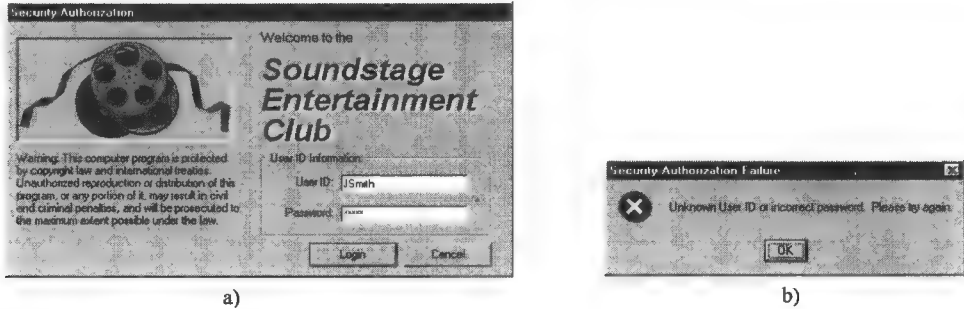 Security Authorization
Welcome to the
Soundstage
Entertainment
Club
Warning: This computer program is protected
by copyright law and international treaties.
Unauthorized reproduction or distribution of this
program, or any portion of it, may result in civil
and criminal penalties, and will be prosecuted to
the maximum extent possible under the law.
User ID Information
User ID: JSmith
Password: ******
Login Cancel
a)
Security Authorization Failure
Unknown User ID or incorrect password. Please try again.
OK
b)